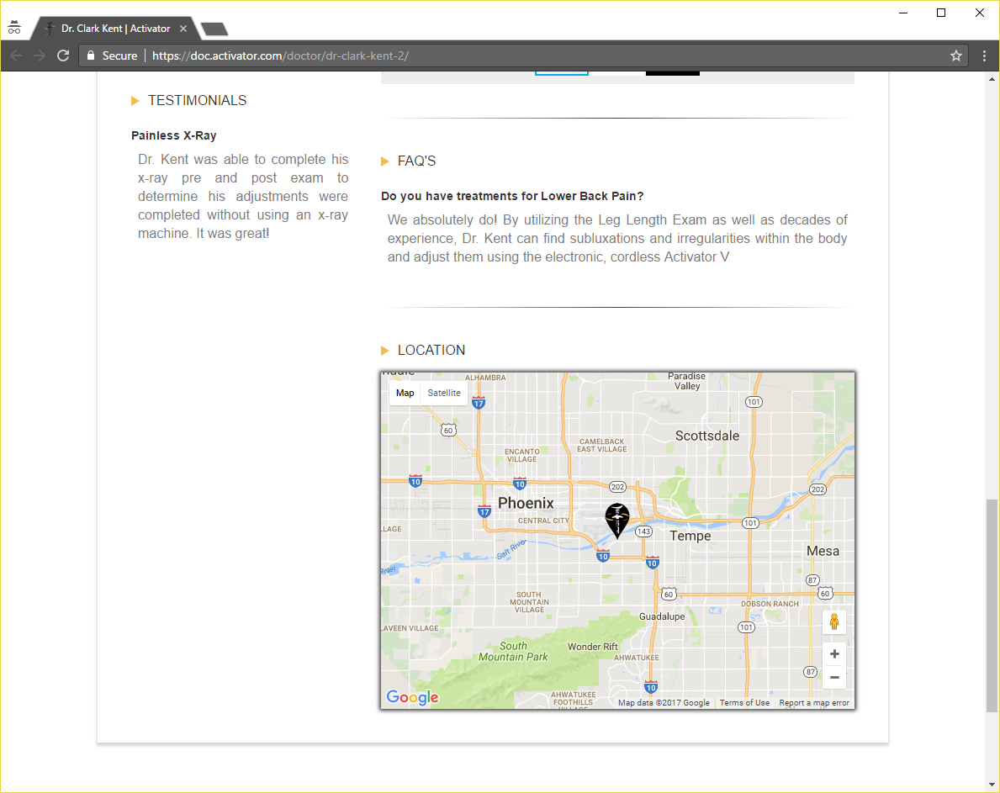 Dr. Clark Kent | Activator
Secure
https://doc.activator.com/doctor/dr-clark-kent-2/
TESTIMONIALS
Painless X-Ray
Dr. Kent was able to complete his
x-ray pre and post exam to
determine his adjustments were
completed without using an x-ray
machine. It was great!
FAQ'S
Do you have treatments for Lower Back Pain?
We absolutely do! By utilizing the Leg Length Exam as well as decades of
experience, Dr. Kent can find subluxations and irregularities within the body
and adjust them using the electronic, cordless Activator V
LOCATION
Map
Satellite
ALHAMBRA
Paradise
Valley
17
101
60
Scottsdale
CAMELBACK
EAST VILLAGE
ENCANTO
VILLAGE
10
10
202
202
Phoenix
17
CENTRAL CITY
143
101
LLAGE
Tempe
Salt River
10
10
Mesa
River
87
60
60
SOUTH
MOUNTAIN
VILLAGE
DOBSON RANCH
Guadalupe
101
LAVEEN VILLAGE
South
Mountain Park
Wonder Rift
AHWATUKEE
87
10
Google
AHWATUKEE
FOOTHILLS
Map data ©2017 Google
Terms of Use
Report a map error